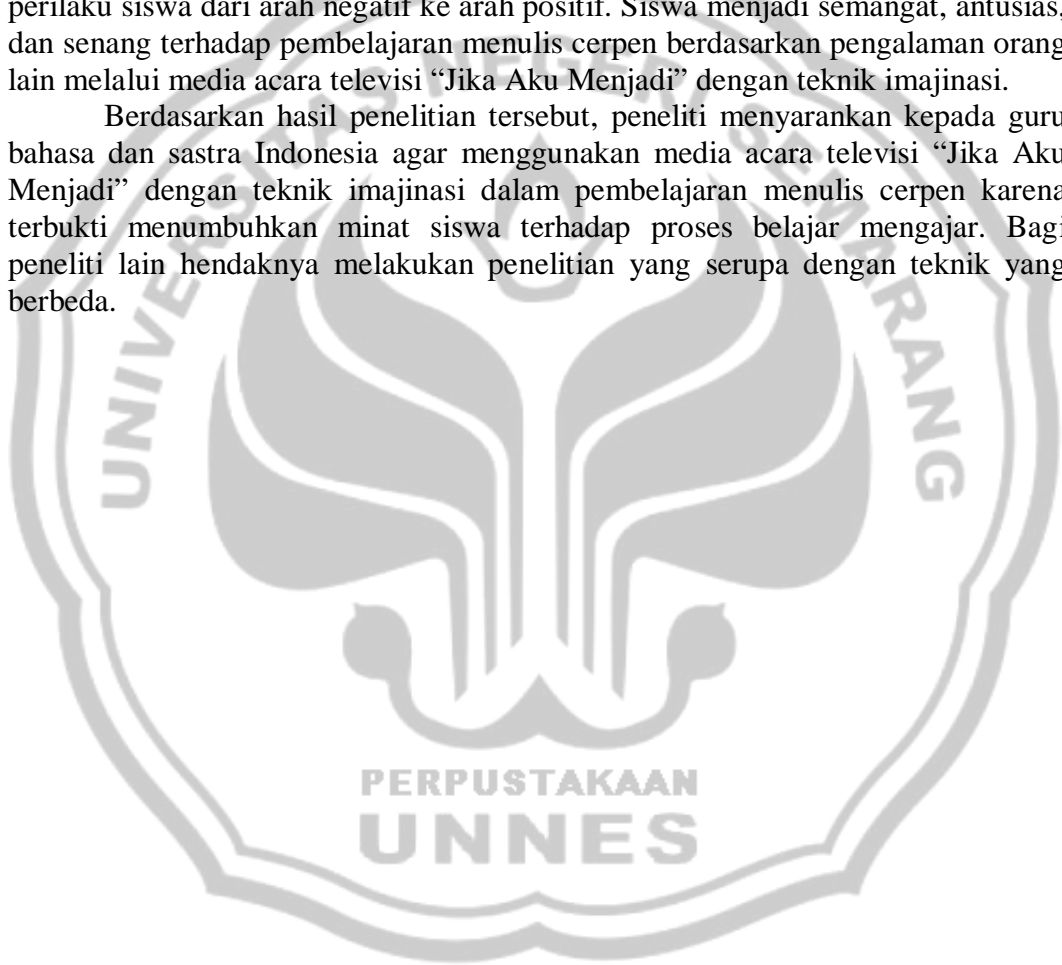 perilaku siswa dari arah negatif ke arah positif. Siswa menjadi semangat, antusias,
dan senang terhadap pembelajaran menulis cerpen berdasarkan pengalaman orang
lain melalui media acara televisi “Jika Aku Menjadi” dengan teknik imajinasi.
Berdasarkan hasil penelitian tersebut, peneliti menyarankan kepada guru
bahasa dan sastra Indonesia agar menggunakan media acara televisi “Jika Aku
Menjadi” dengan teknik imajinasi dalam pembelajaran menulis cerpen karena
terbukti menumbuhkan minat siswa terhadap proses belajar mengajar. Bagi
peneliti lain hendaknya melakukan penelitian yang serupa dengan teknik yang
berbeda.
UNIVERSITAS NEGERI SEMARANG
PERPUSTAKAAN
UNNES